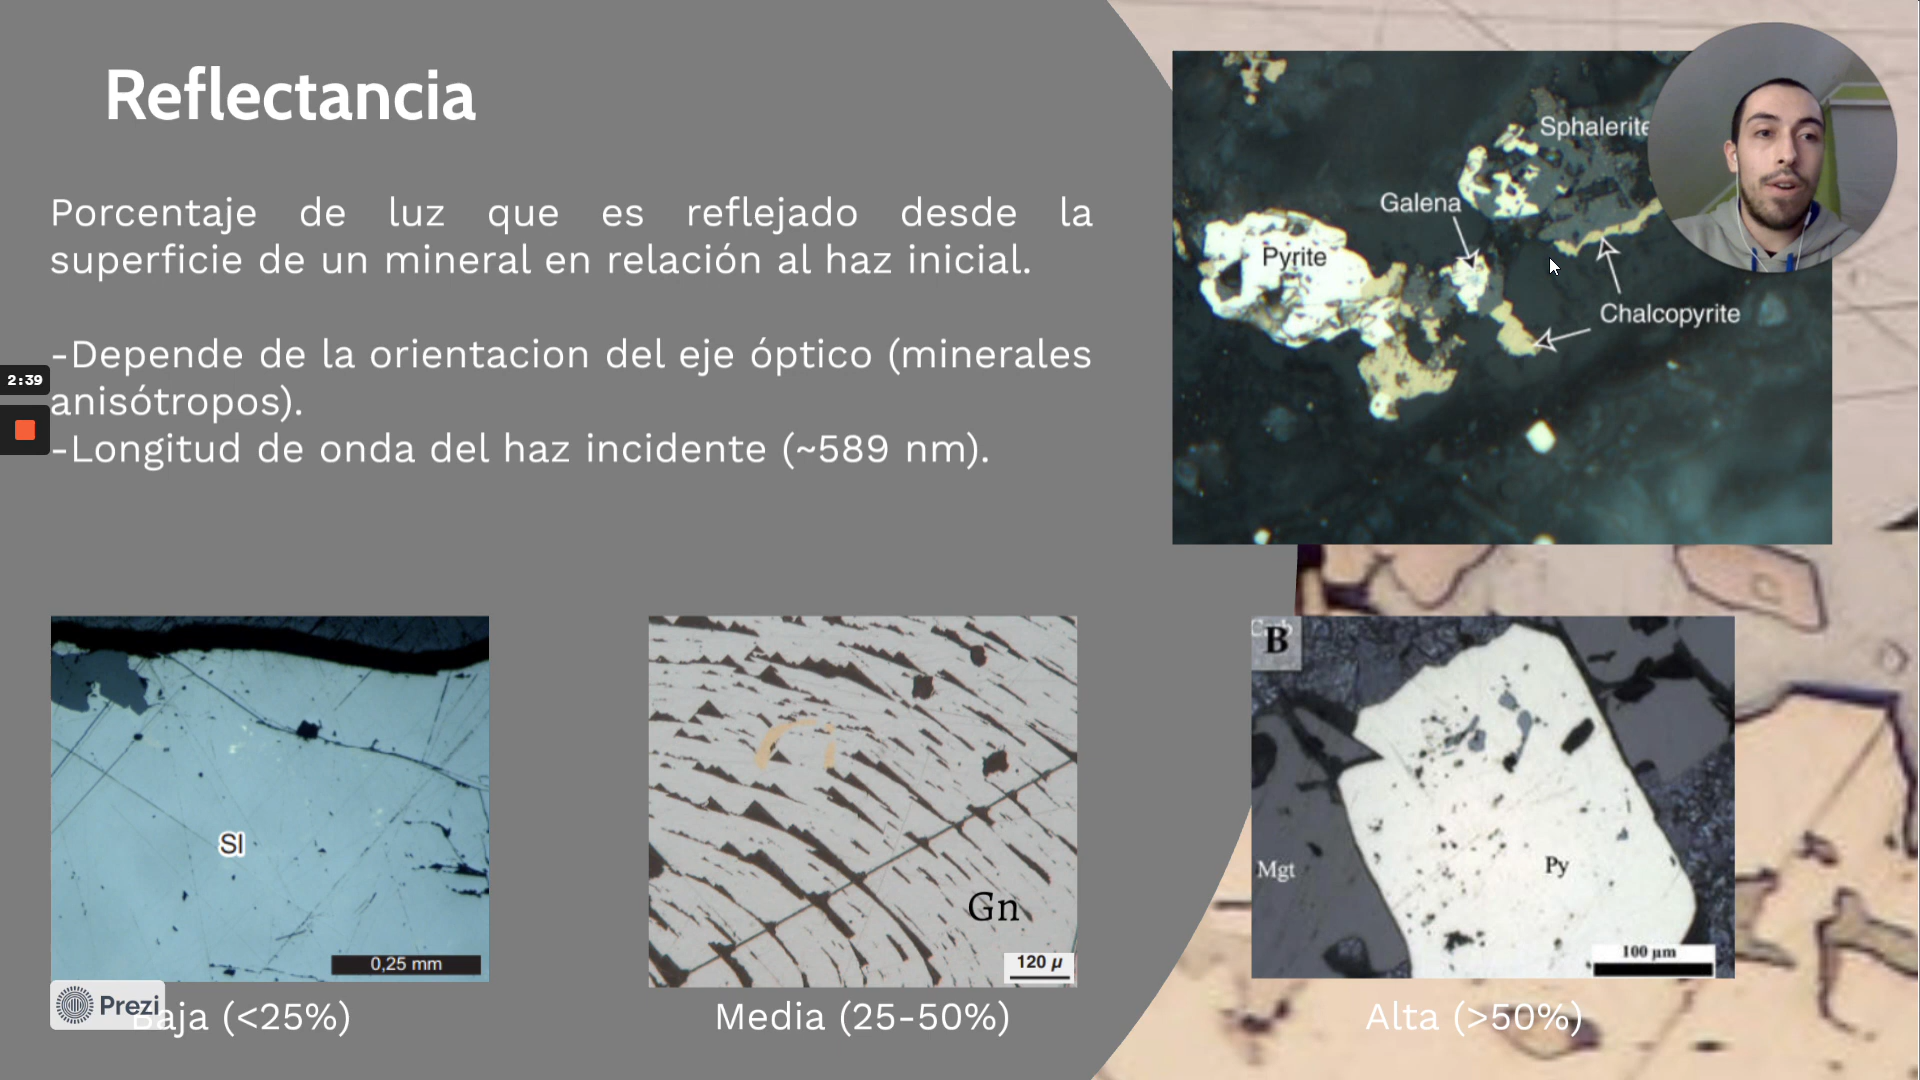 Reflectancia
Porcentaje de luz que es reflejado desde la
superficie de un mineral en relación al haz inicial.
-Depende de la orientacion del eje óptico (minerales
anisótropos).
-Longitud de onda del haz incidente (~589 nm).
2:39
Sphalerite
Galena
Pyrite
Chalcopyrite
Sl
0,25 mm
Gn
120 µ
B
Mgt
Py
100 µm
Prezi
Baja (<25%)
Media (25-50%)
Alta (>50%)